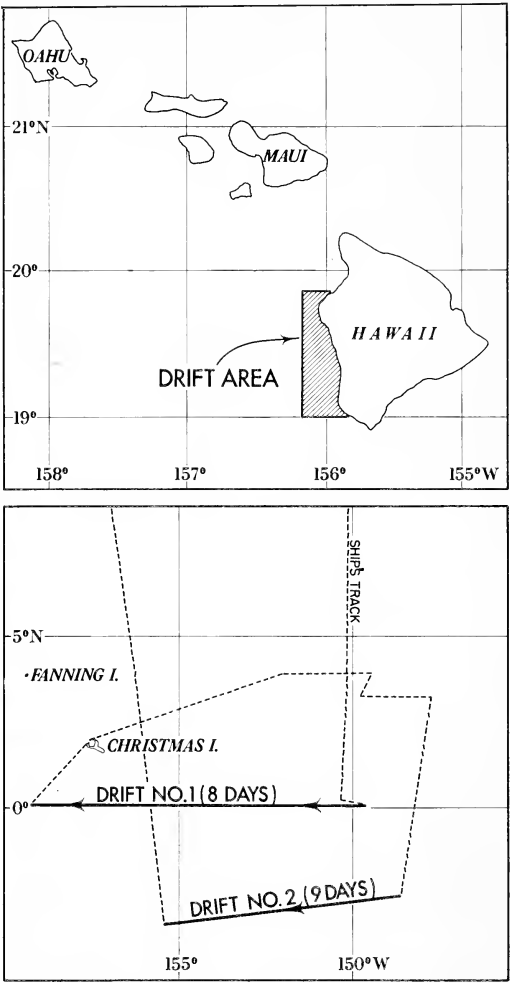 OAHU
21°N
MAUI
20°
HAWAII
DRIFT AREA
19°
158°
157°
156°
155°W
SHIP'S TRACK
5°N
FANNING I.
CHRISTMAS I.
DRIFT NO.1 (8 DAYS)
0°
DRIFT NO. 2 (9 DAYS)
155°
150°W